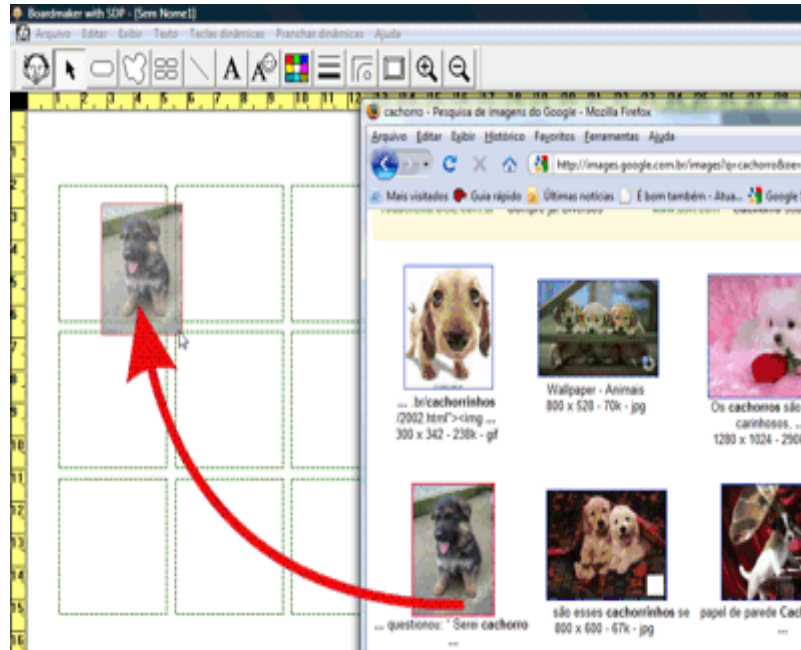 Boardmaker with SDP - [Sem Nome1]
Arquivo Editar Exibir Texto Teclas dinâmicas Pranchas dinâmicas Ajuda
cachorro - Pesquisa de imagens do Google - Mozilla Firefox
Arquivo Editar Exibir Histórico Favoritos Ferramentas Ajuda
http://images.google.com.br/images?q=cachorro&oe=
Mais visitados Guia rápido Últimas notícias É bom também - Atua... Google
... .br/cachorrinhos
/2002.html"><img ...
300 x 342 - 238k - gif
Wallpaper - Animais
800 x 528 - 70k - jpg
Os cachorros são
carinhosos, ...
1280 x 1024 - 290
... questionou: " Serei cachorro
...
são esses cachorrinhos se
800 x 600 - 67k - jpg
papel de parede Cach
...